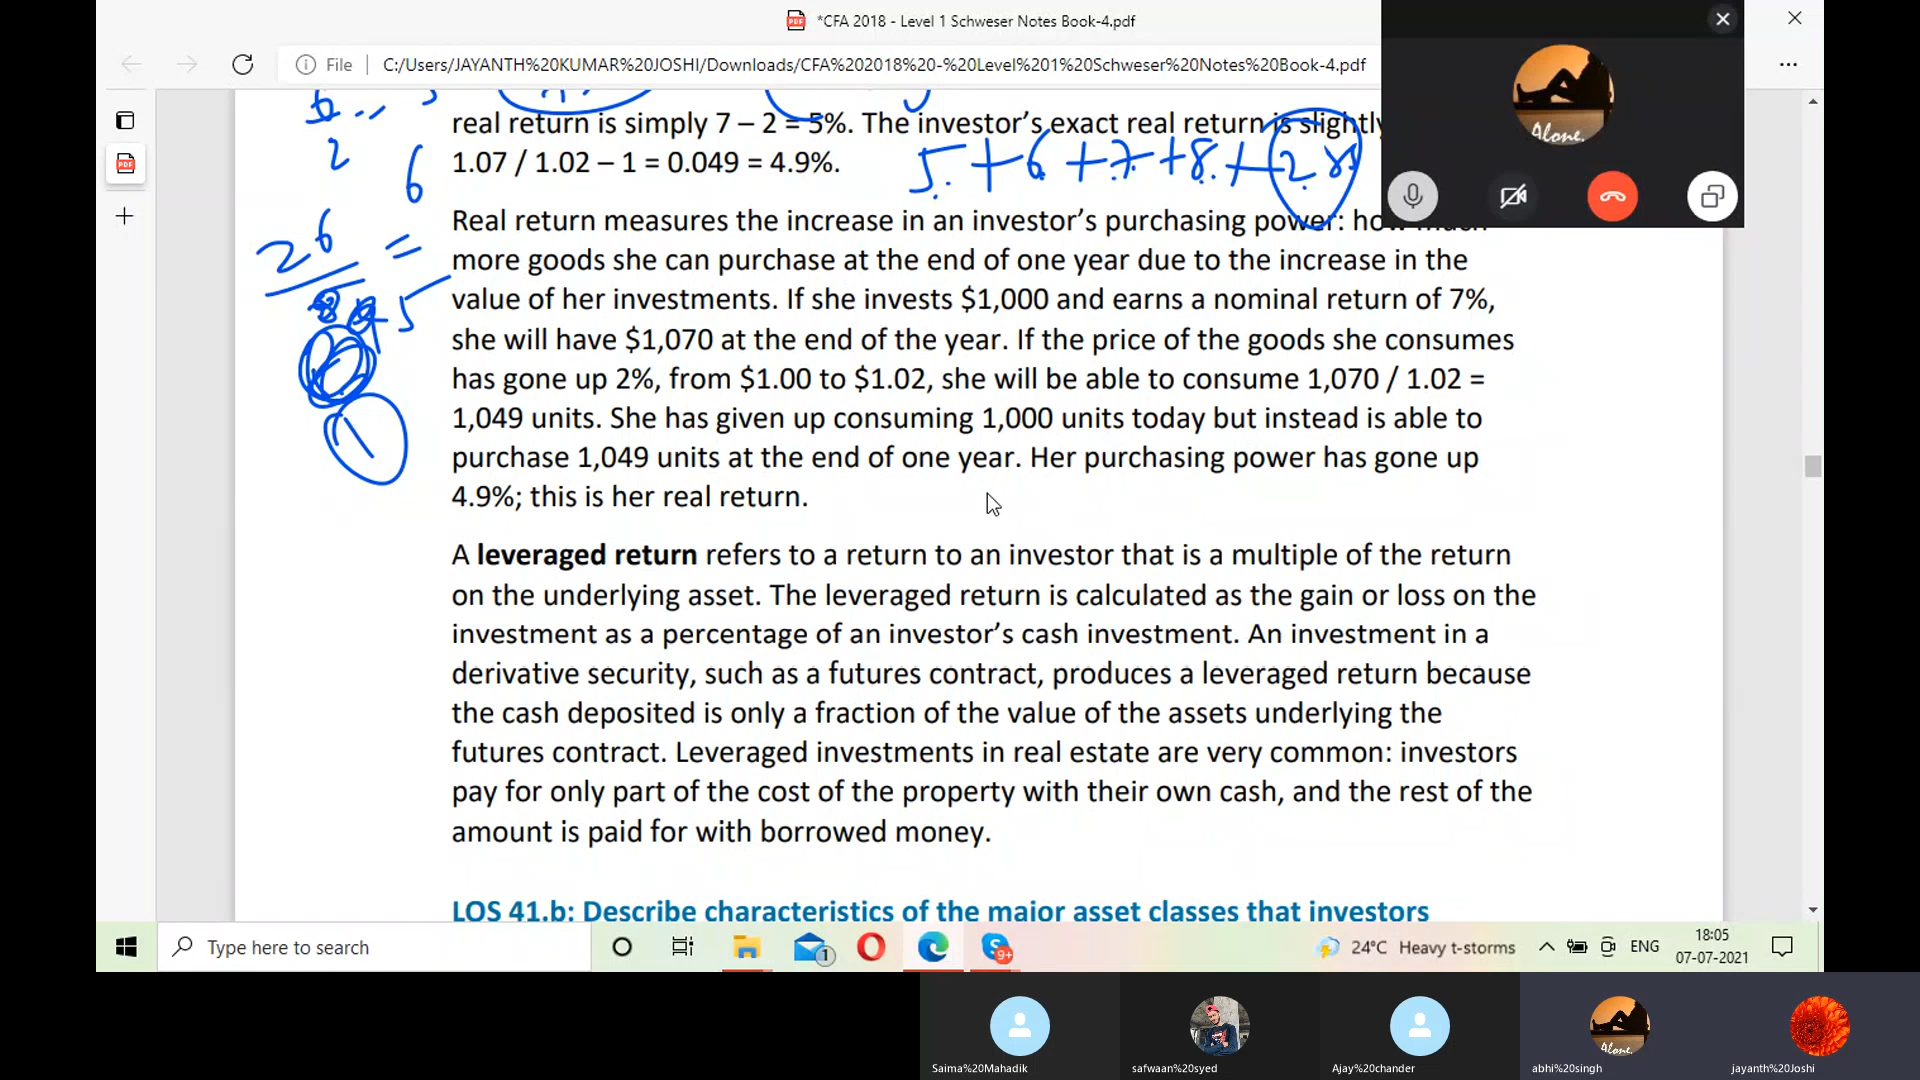 *CFA 2018 - Level 1 Schweser Notes Book-4.pdf
File
C:/Users/JAYANTH%20KUMAR%20JOSHI/Downloads/CFA%202018%20-%20Level%201%20Schweser%20Notes%20Book-4.pdf
Alone.
real return is simply 7 – 2 = 5%. The investor’s exact real return is slightly
1.07 / 1.02 – 1 = 0.049 = 4.9%.
5 + 6 + 7 + 8 +
2
6
26 =
5
Real return measures the increase in an investor’s purchasing power: how much
more goods she can purchase at the end of one year due to the increase in the
value of her investments. If she invests $1,000 and earns a nominal return of 7%,
she will have $1,070 at the end of the year. If the price of the goods she consumes
has gone up 2%, from $1.00 to $1.02, she will be able to consume 1,070 / 1.02 =
1,049 units. She has given up consuming 1,000 units today but instead is able to
purchase 1,049 units at the end of one year. Her purchasing power has gone up
4.9%; this is her real return.
A leveraged return refers to a return to an investor that is a multiple of the return
on the underlying asset. The leveraged return is calculated as the gain or loss on the
investment as a percentage of an investor’s cash investment. An investment in a
derivative security, such as a futures contract, produces a leveraged return because
the cash deposited is only a fraction of the value of the assets underlying the
futures contract. Leveraged investments in real estate are very common: investors
pay for only part of the cost of the property with their own cash, and the rest of the
amount is paid for with borrowed money.
LOS 41.b: Describe characteristics of the major asset classes that investors
Type here to search
1
9+
24°C Heavy t-storms
ENG
18:05
07-07-2021
Alone.
Saima%20Mahadik
safwaan%20syed
Ajay%20chander
abhi%20singh
jayanth%20Joshi